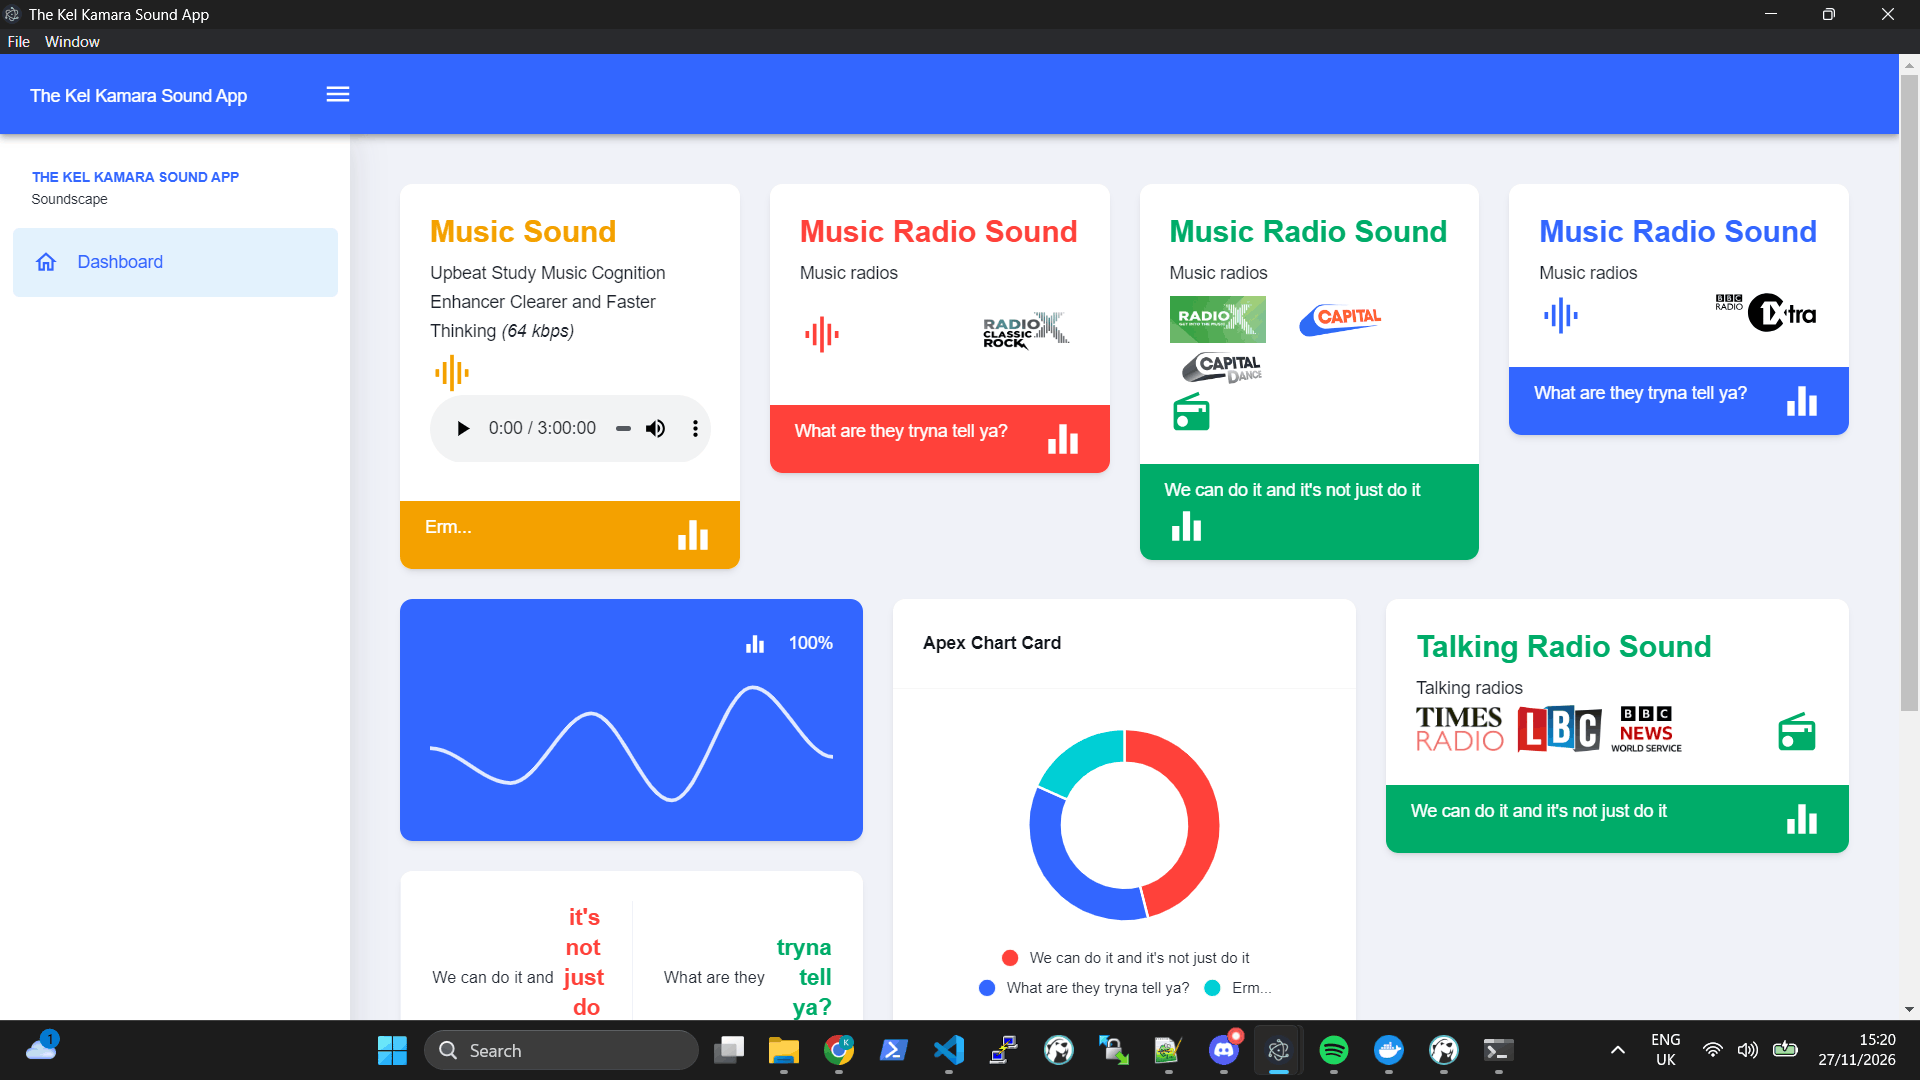 The Kel Kamara Sound App
File Window
The Kel Kamara Sound App
THE KEL KAMARA SOUND APP
Soundscape
Dashboard
Music Sound
Upbeat Study Music Cognition
Enhancer Clearer and Faster
Thinking (64 kbps)
0:00 / 3:00:00
Erm...
Music Radio Sound
Music radios
RADIO X
CLASSIC
ROCK
What are they tryna tell ya?
Music Radio Sound
Music radios
RADIO X
GET INTO THE MUSIC
CAPITAL
CAPITAL
DANCE
We can do it and it's not just do it
Music Radio Sound
Music radios
BBC
RADIO
1Xtra
What are they tryna tell ya?
100%
Apex Chart Card
We can do it and it's not just do it
What are they tryna tell ya?
Erm...
Talking Radio Sound
Talking radios
TIMES
RADIO
LBC
BBC
NEWS
WORLD SERVICE
We can do it and it's not just do it
We can do it and
it's
not
just
do
What are they
tryna
tell
ya?
1
Search
K
ENG
UK
15:20
27/11/2026